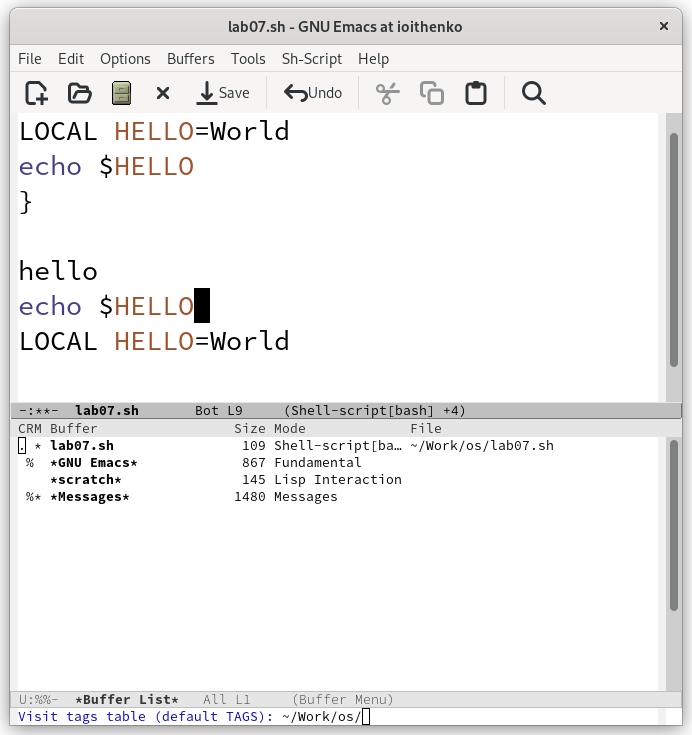 lab07.sh - GNU Emacs at ioithenko
File Edit Options Buffers Tools Sh-Script Help
Save Undo
LOCAL HELLO=World
echo $HELLO
}
hello
echo $HELLO
LOCAL HELLO=World
-:**- lab07.sh Bot L9 (Shell-script[bash] +4)
CRM Buffer Size Mode File
. * lab07.sh 109 Shell-script[ba… ~/Work/os/lab07.sh
% *GNU Emacs* 867 Fundamental
*scratch* 145 Lisp Interaction
%* *Messages* 1480 Messages
U:%%- *Buffer List* All L1 (Buffer Menu)
Visit tags table (default TAGS): ~/Work/os/